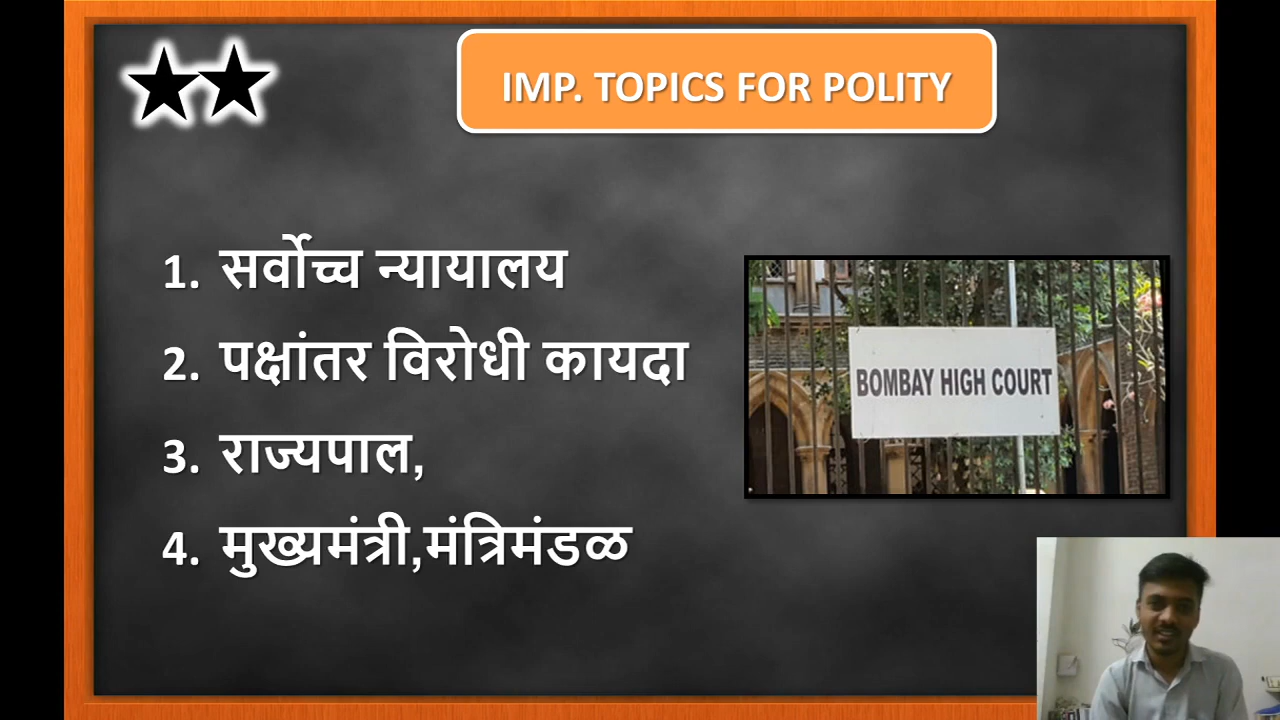 IMP. TOPICS FOR POLITY
1. सर्वोच्च न्यायालय
2. पक्षांतर विरोधी कायदा
3. राज्यपाल,
4. मुख्यमंत्री,मंत्रिमंडळ
BOMBAY HIGH COURT